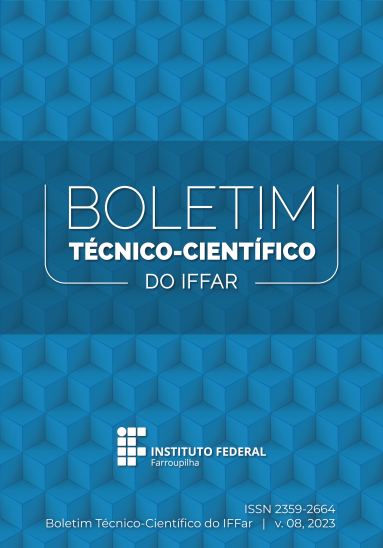 BOLETIM
TÉCNICO-CIENTÍFICO
DO IFFAR
INSTITUTO FEDERAL
Farroupilha
ISSN 2359-2664
Boletim Técnico-Científico do IFFar | v. 08, 2023